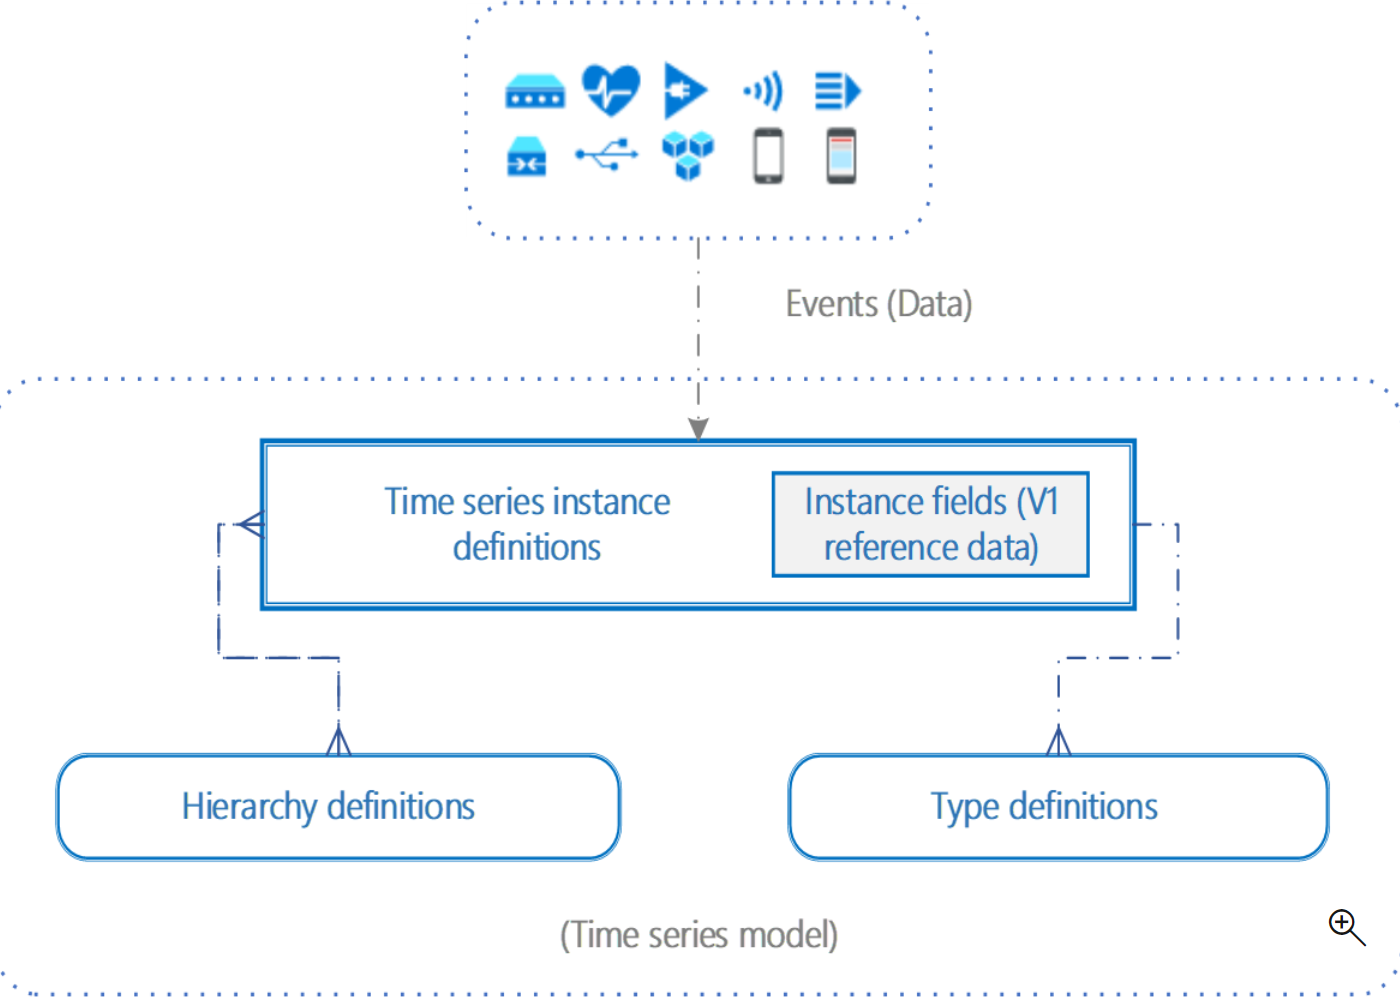 Events (Data)
Time series instance
definitions
Instance fields (V1
reference data)
Hierarchy definitions
Type definitions
(Time series model)